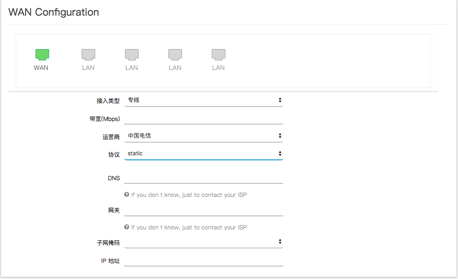 WAN Configuration
WAN LAN LAN LAN LAN
接入类型 专线
带宽(Mbps)
运营商 中国电信
协议 static
DNS
If you don t know, just to contact your ISP
网关
If you don t know, just to contact your ISP
子网掩码
IP 地址